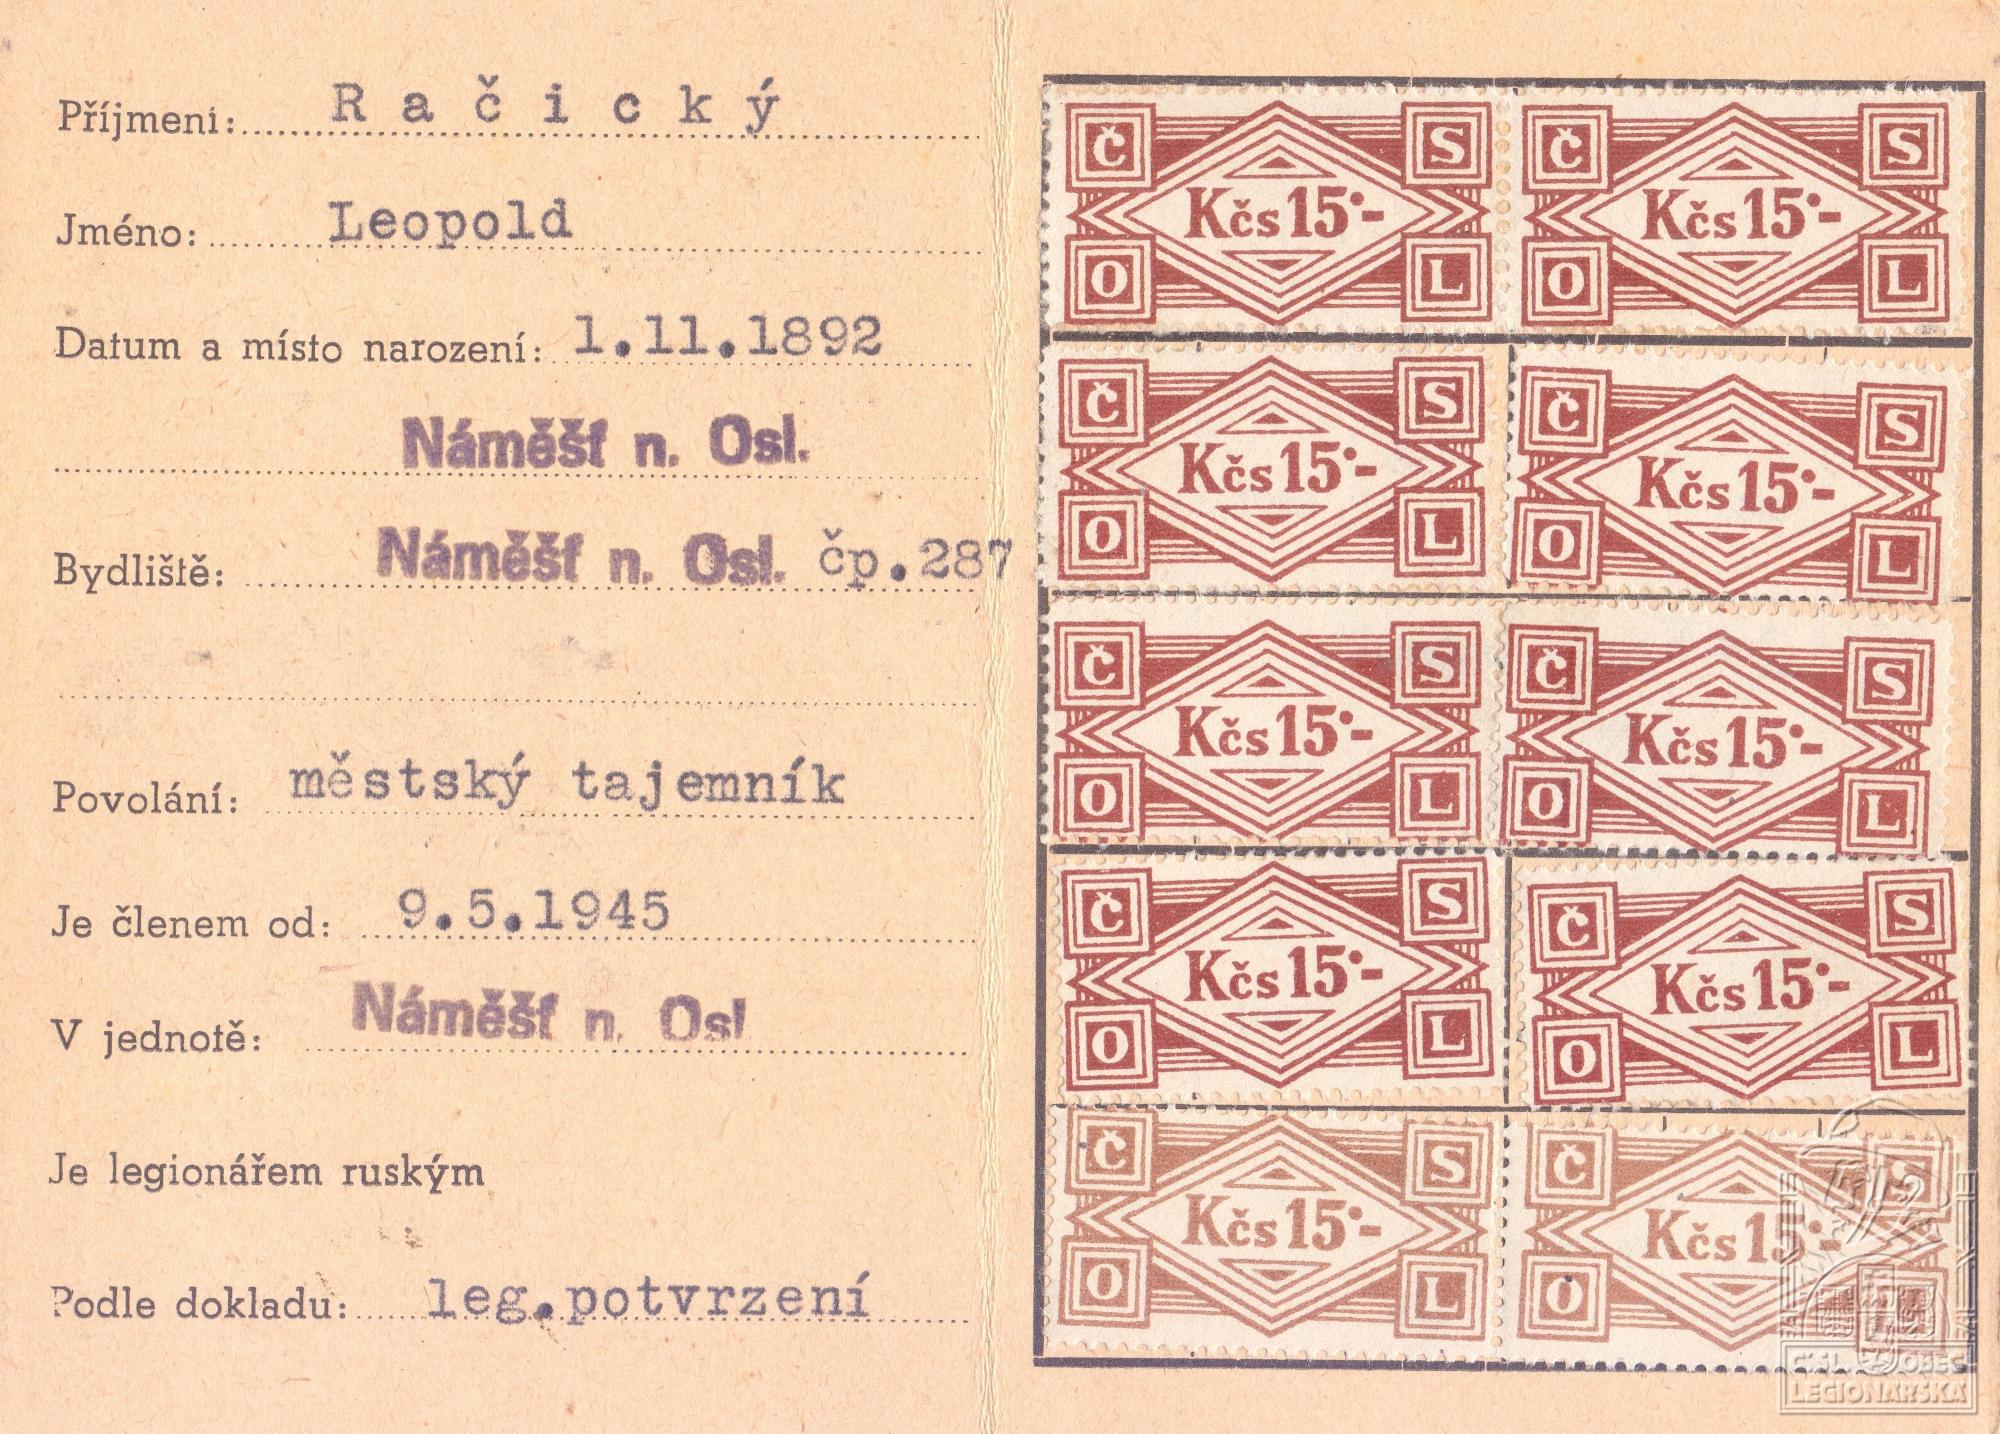 Příjmení: Račický
Jméno: Leopold
Datum a místo narození: 1.11.1892
Náměšť n. Osl.
Bydliště: Náměšť n. Osl. čp.287
Povolání: městský tajemník
Je členem od: 9.5.1945
V jednotě: Náměšť n. Osl
Je legionářem ruským
Podle dokladu: leg.potvrzení
Č S Č S
Kčs 15·- Kčs 15·-
O L O L
Č S Č S
Kčs 15·- Kčs 15·-
O L O L
Č S Č S
Kčs 15·- Kčs 15·-
O L O L
Č S Č S
Kčs 15·- Kčs 15·-
O L O L
Č S Č S
Kčs 15·- Kčs 15·-
O L O
ČSL. OBEC
LEGIONÁŘSKÁ